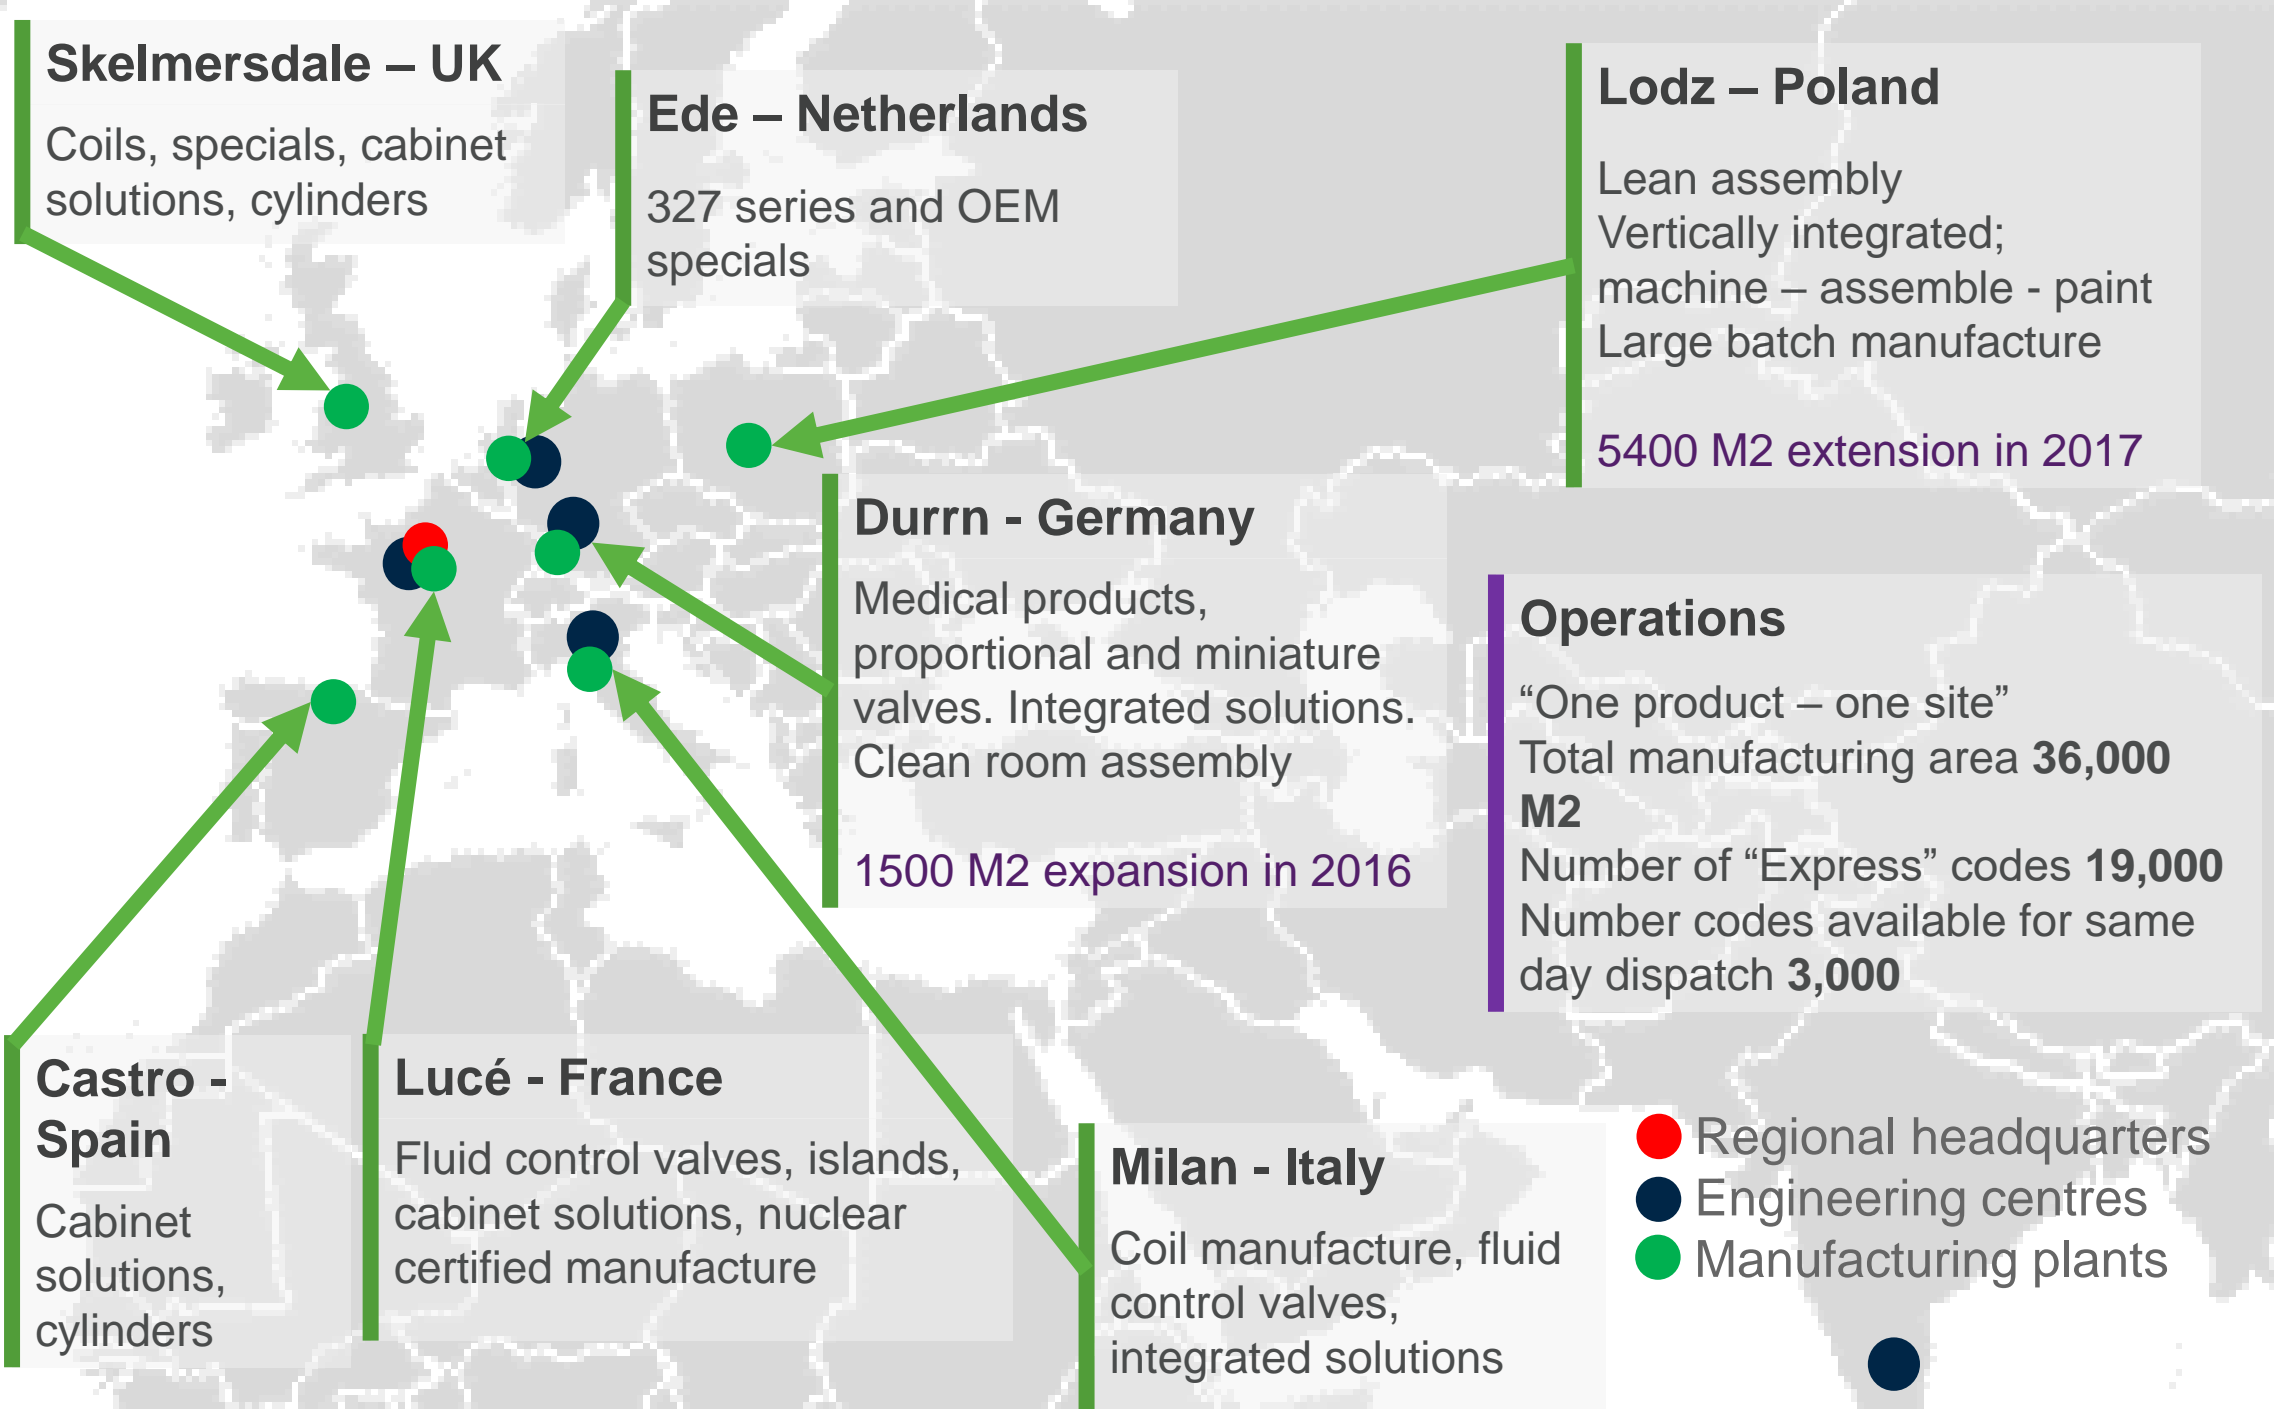 Skelmersdale – UK
Coils, specials, cabinet
solutions, cylinders
Ede – Netherlands
327 series and OEM
specials
Lodz – Poland
Lean assembly
Vertically integrated;
machine – assemble - paint
Large batch manufacture
5400 M2 extension in 2017
Durrn - Germany
Medical products,
proportional and miniature
valves. Integrated solutions.
Clean room assembly
1500 M2 expansion in 2016
Operations
“One product – one site”
Total manufacturing area 36,000
M2
Number of “Express” codes 19,000
Number codes available for same
day dispatch 3,000
Castro -
Spain
Cabinet
solutions,
cylinders
Lucé - France
Fluid control valves, islands,
cabinet solutions, nuclear
certified manufacture
Milan - Italy
Coil manufacture, fluid
control valves,
integrated solutions
Regional headquarters
Engineering centres
Manufacturing plants